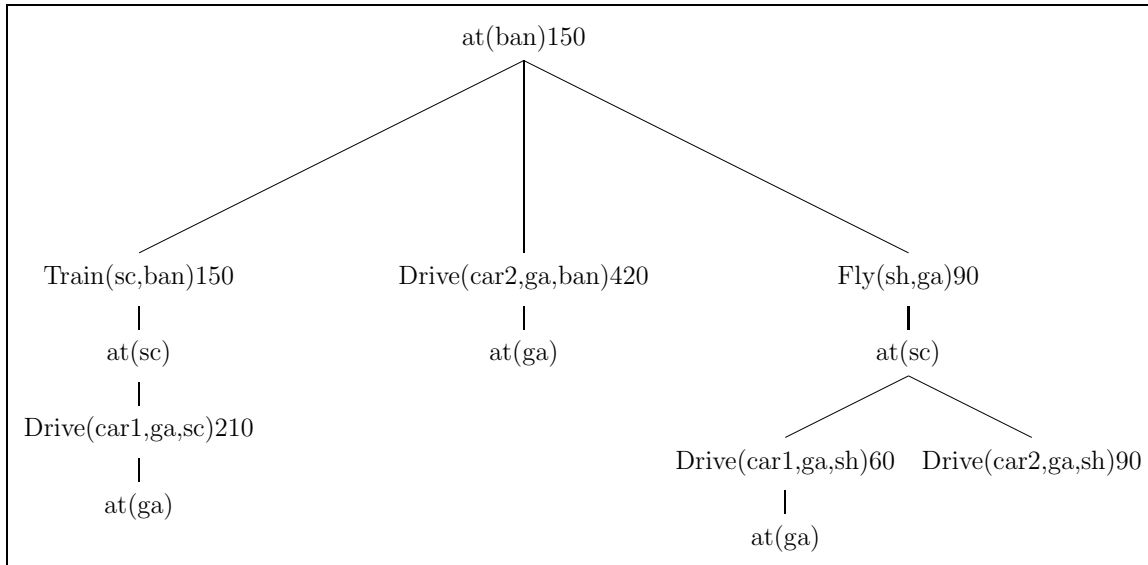 at(ban)150
Train(sc,ban)150
Drive(car2,ga,ban)420
Fly(sh,ga)90
at(sc)
at(ga)
at(sc)
Drive(car1,ga,sc)210
Drive(car1,ga,sh)60
Drive(car2,ga,sh)90
at(ga)
at(ga)